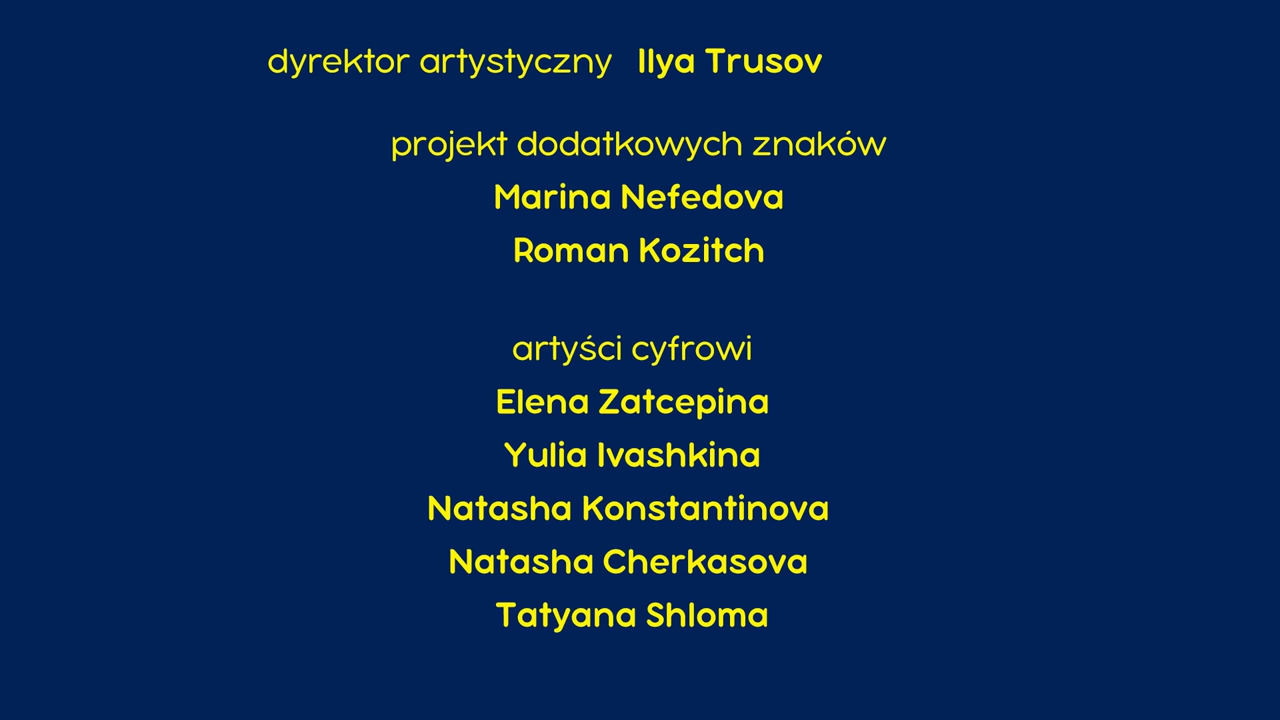 dyrektor artystyczny Ilya Trusov
projekt dodatkowych znaków
Marina Nefedova
Roman Kozitch
artyści cyfrowi
Elena Zatcepina
Yulia Ivashkina
Natasha Konstantinova
Natasha Cherkasova
Tatyana Shloma